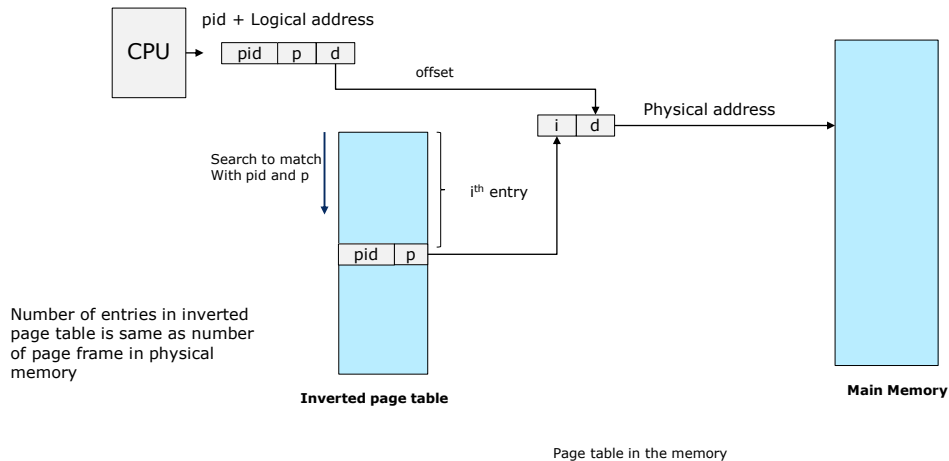 pid + Logical address
CPU
pid p d
offset
i d
Physical address
Search to match
With pid and p
ith entry
pid p
Number of entries in inverted
page table is same as number
of page frame in physical
memory
Inverted page table
Main Memory
Page table in the memory